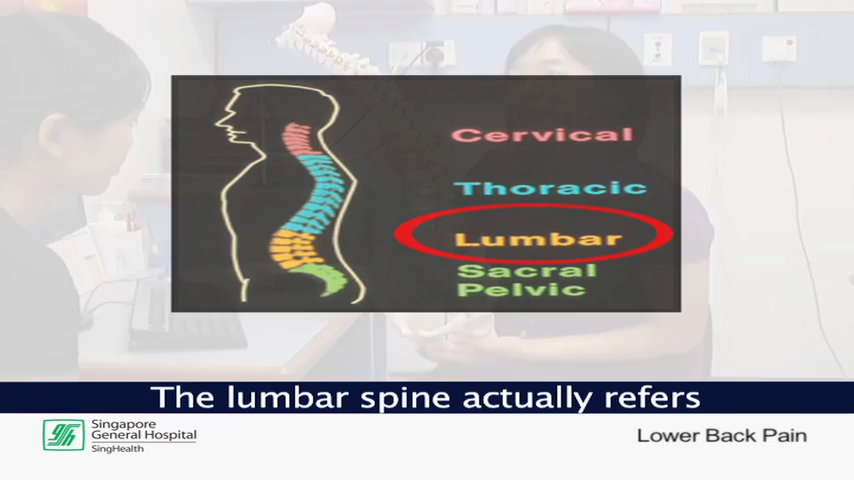 Cervical
Thoracic
Lumbar
Sacral
Pelvic
The lumbar spine actually refers
Singapore
General Hospital
SingHealth
Lower Back Pain